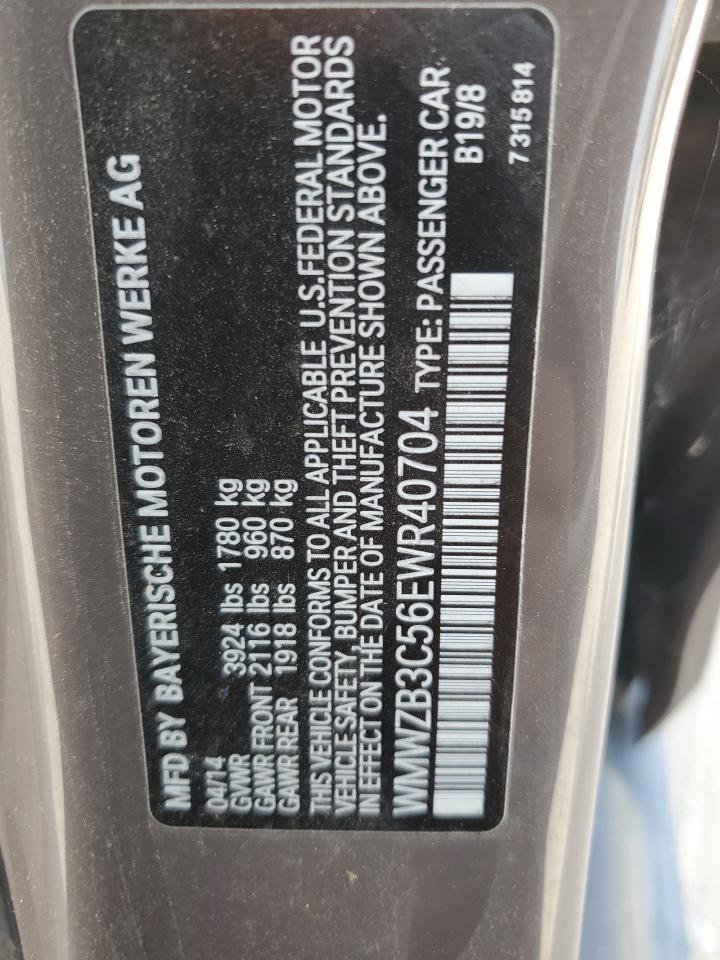 MFD BY BAYERISCHE MOTOREN WERKE AG
04/14
GVWR 3924 lbs 1780 kg
GAWR FRONT 2116 lbs 960 kg
GAWR REAR 1918 lbs 870 kg
THIS VEHICLE CONFORMS TO ALL APPLICABLE U.S.FEDERAL MOTOR
VEHICLE SAFETY, BUMPER AND THEFT PREVENTION STANDARDS
IN EFFECT ON THE DATE OF MANUFACTURE SHOWN ABOVE.
WMWZB3C56EWR40704 TYPE: PASSENGER CAR
B19/8
7 315 814